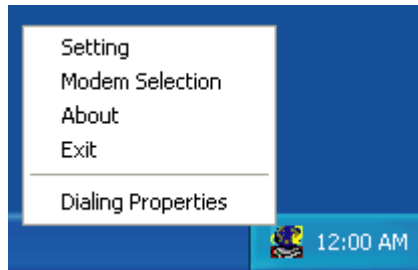 Setting
Modem Selection
About
Exit
Dialing Properties
12:00 AM